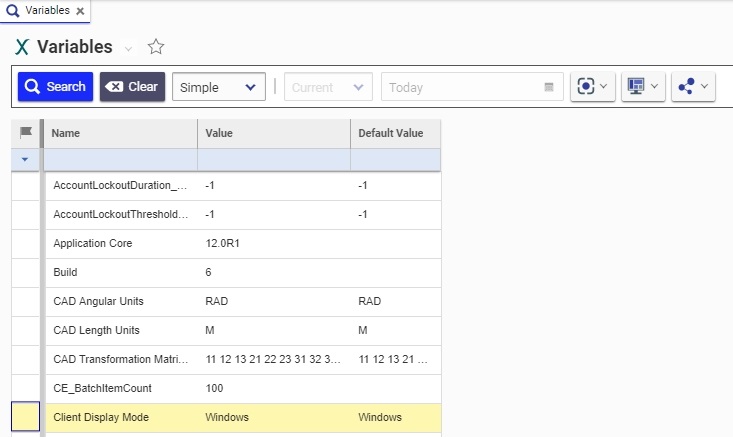 Variables
Variables
Search Clear Simple Current Today
Name Value Default Value
AccountLockoutDuration_... -1 -1
AccountLockoutThreshold... -1 -1
Application Core 12.0R1
Build 6
CAD Angular Units RAD RAD
CAD Length Units M M
CAD Transformation Matri... 11 12 13 21 22 23 31 32 3... 11 12 13 21 ...
CE_BatchItemCount 100
Client Display Mode Windows Windows